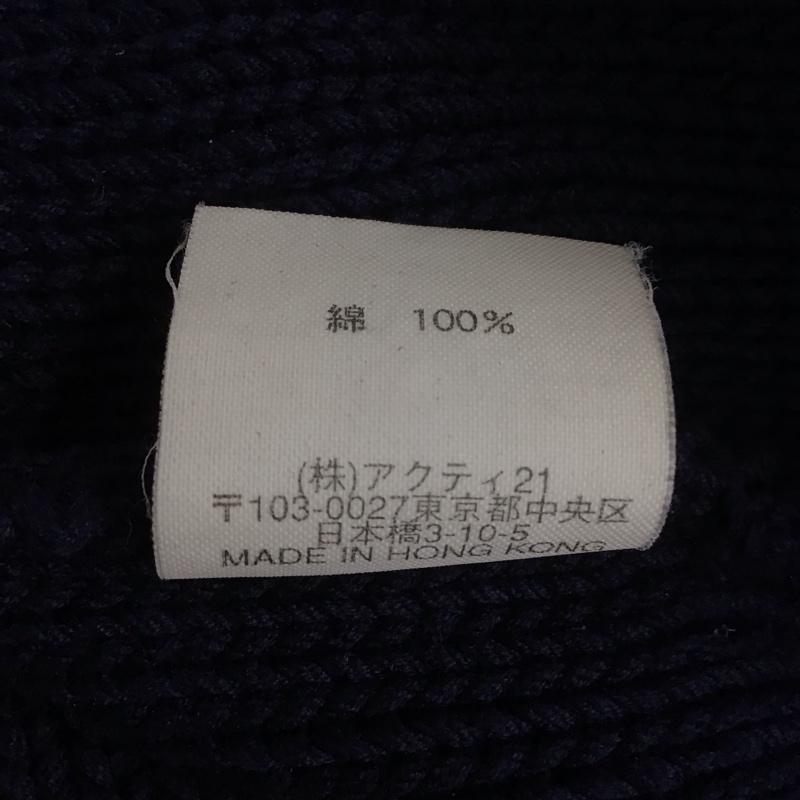 綿 100%
(株)アクティ21
〒103-0027東京都中央区
日本橋3-10-5
MADE IN HONG KONG